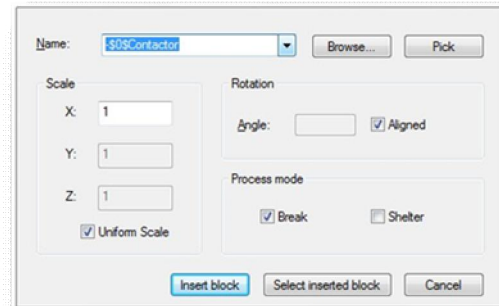 Name: -$0$Contactor Browse... Pick
Scale
X: 1
Y: 1
Z: 1
Uniform Scale
Rotation
Angle: Aligned
Process mode
Break Shelter
Insert block Select inserted block Cancel